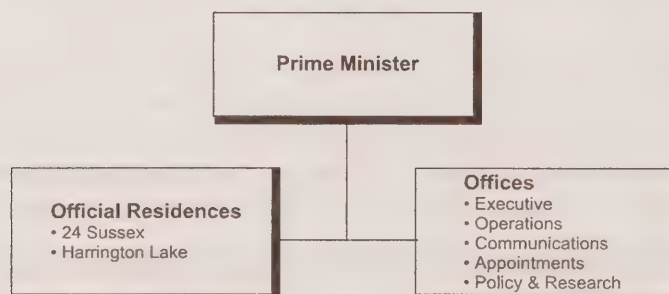 Prime Minister
Official Residences
• 24 Sussex
• Harrington Lake
Offices
• Executive
• Operations
• Communications
• Appointments
• Policy & Research